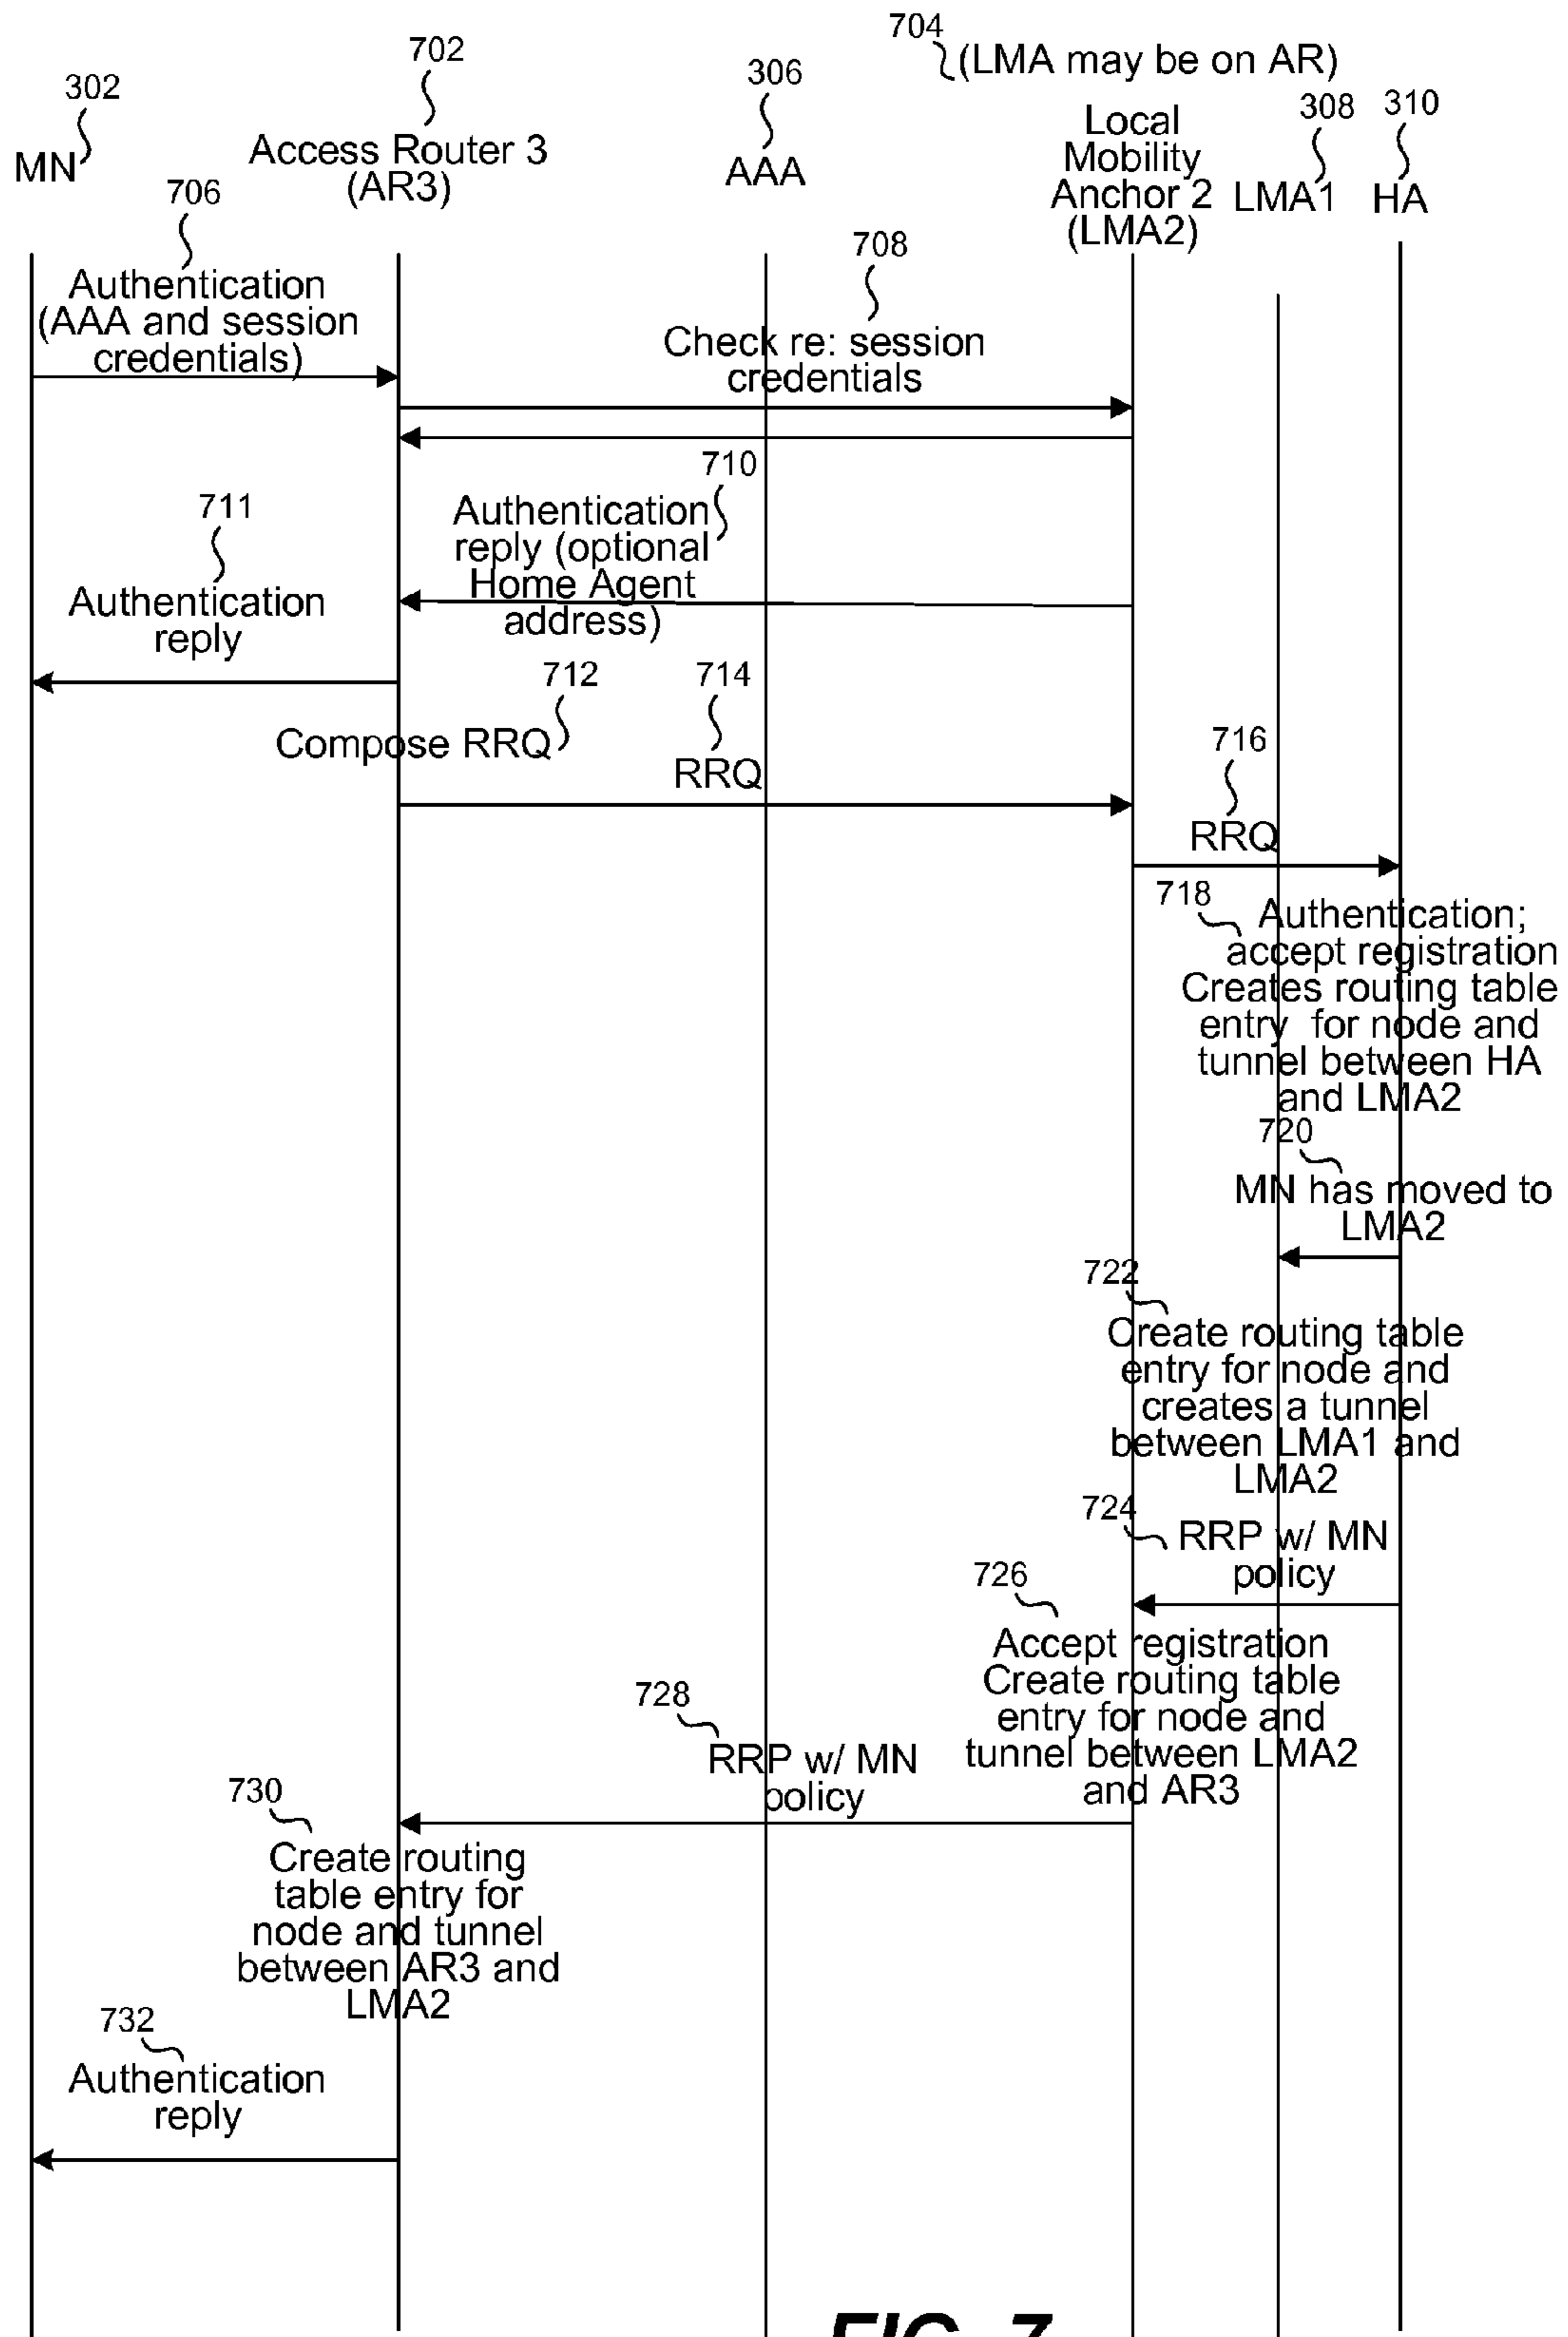 704
(LMA may be on AR)
702
306
302
308
310
MN
Access Router 3
(AR3)
AAA
Local
Mobility
Anchor 2
(LMA2)
LMA1
HA
706
Authentication
(AAA and session
credentials)
708
Check re: session
credentials
710
Authentication
reply (optional
Home Agent
address)
711
Authentication
reply
712
Compose RRQ
714
RRQ
716
RRQ
718
Authentication;
accept registration
Creates routing table
entry for node and
tunnel between HA
and LMA2
720
MN has moved to
LMA2
722
Create routing table
entry for node and
creates a tunnel
between LMA1 and
LMA2
724
RRP w/ MN
policy
726
Accept registration
Create routing table
entry for node and
tunnel between LMA2
and AR3
728
RRP w/ MN
policy
730
Create routing
table entry for
node and tunnel
between AR3 and
LMA2
732
Authentication
reply
FIG. 7